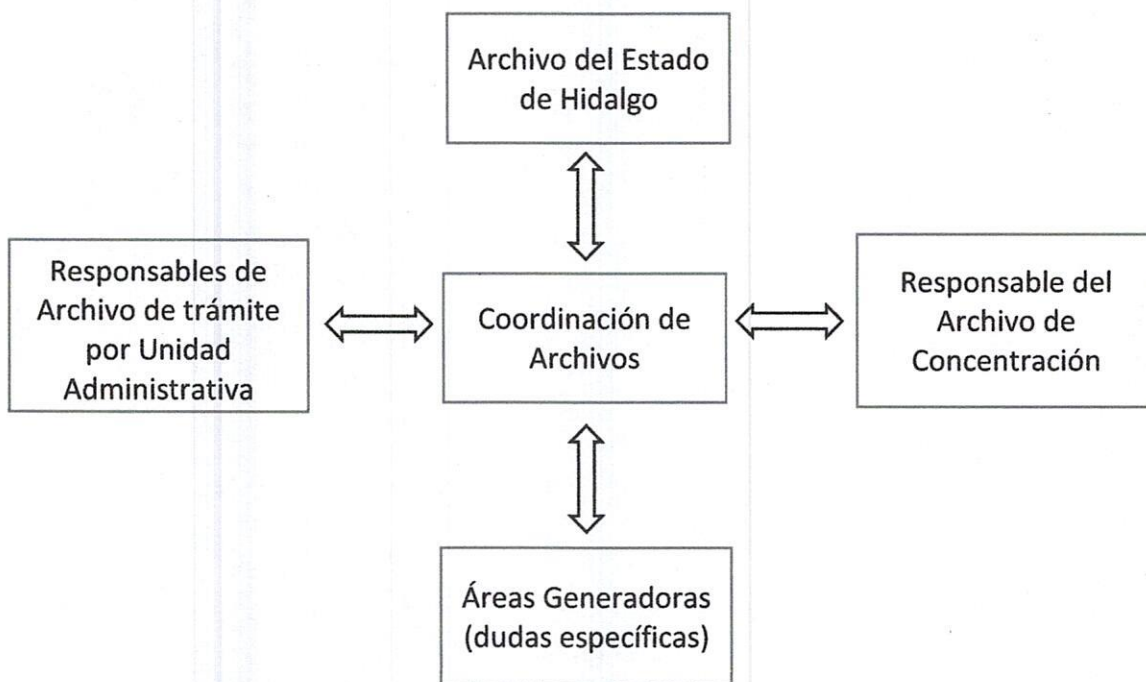 Archivo del Estado
de Hidalgo
Responsables de
Archivo de trámite
por Unidad
Administrativa
Coordinación de
Archivos
Responsable del
Archivo de
Concentración
Áreas Generadoras
(dudas específicas)